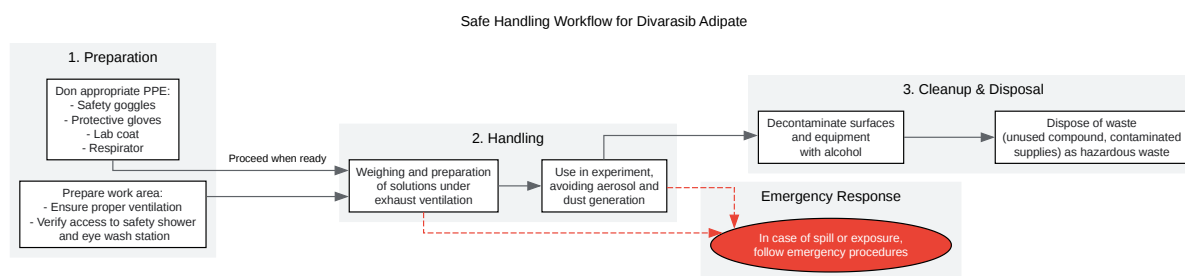 Safe Handling Workflow for Divarasib Adipate
1. Preparation
Don appropriate PPE:
- Safety goggles
- Protective gloves
- Lab coat
- Respirator
Prepare work area:
- Ensure proper ventilation
- Verify access to safety shower
and eye wash station
Proceed when ready
2. Handling
Weighing and preparation
of solutions under
exhaust ventilation
Use in experiment,
avoiding aerosol and
dust generation
3. Cleanup & Disposal
Decontaminate surfaces
and equipment
with alcohol
Dispose of waste
(unused compound, contaminated
supplies) as hazardous waste
Emergency Response
In case of spill or exposure,
follow emergency procedures